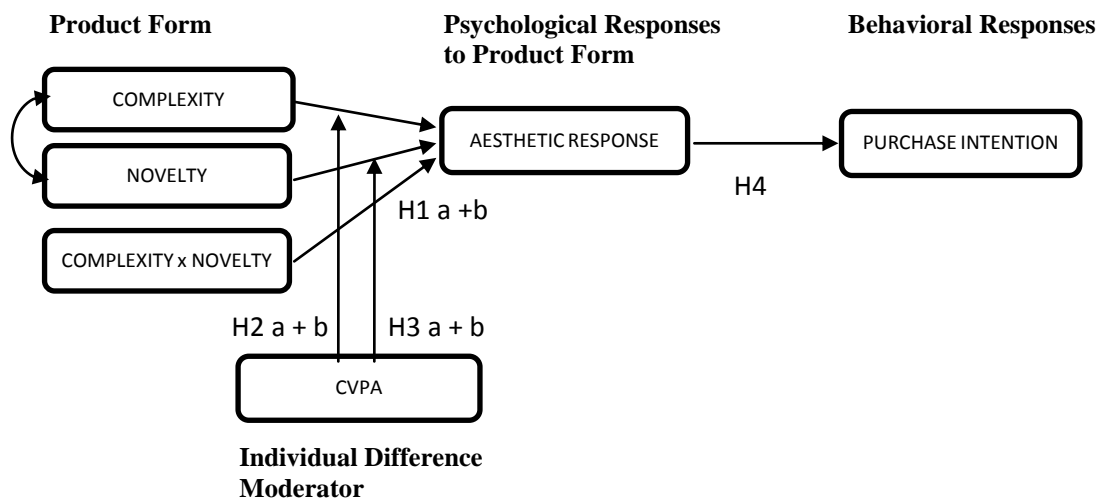 Product Form
Psychological Responses
to Product Form
Behavioral Responses
COMPLEXITY
NOVELTY
COMPLEXITY x NOVELTY
AESTHETIC RESPONSE
PURCHASE INTENTION
H4
H1 a +b
H2 a + b
H3 a + b
CVPA
Individual Difference
Moderator